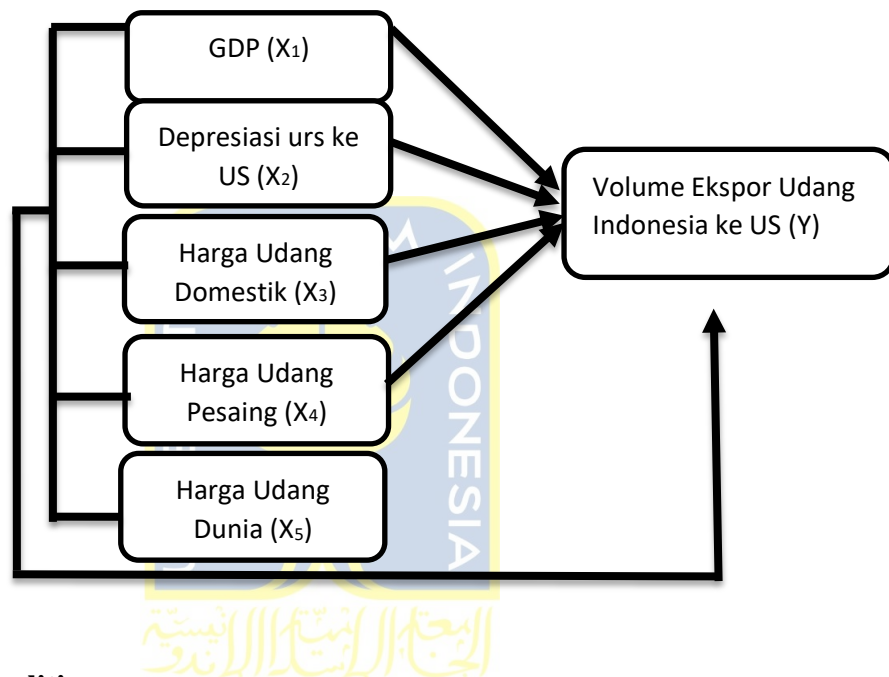 GDP (X1)
Depresiasi urs ke
US (X2)
Harga Udang
Domestik (X3)
Harga Udang
Pesaing (X4)
Harga Udang
Dunia (X5)
Volume Ekspor Udang
Indonesia ke US (Y)
INDONESIA